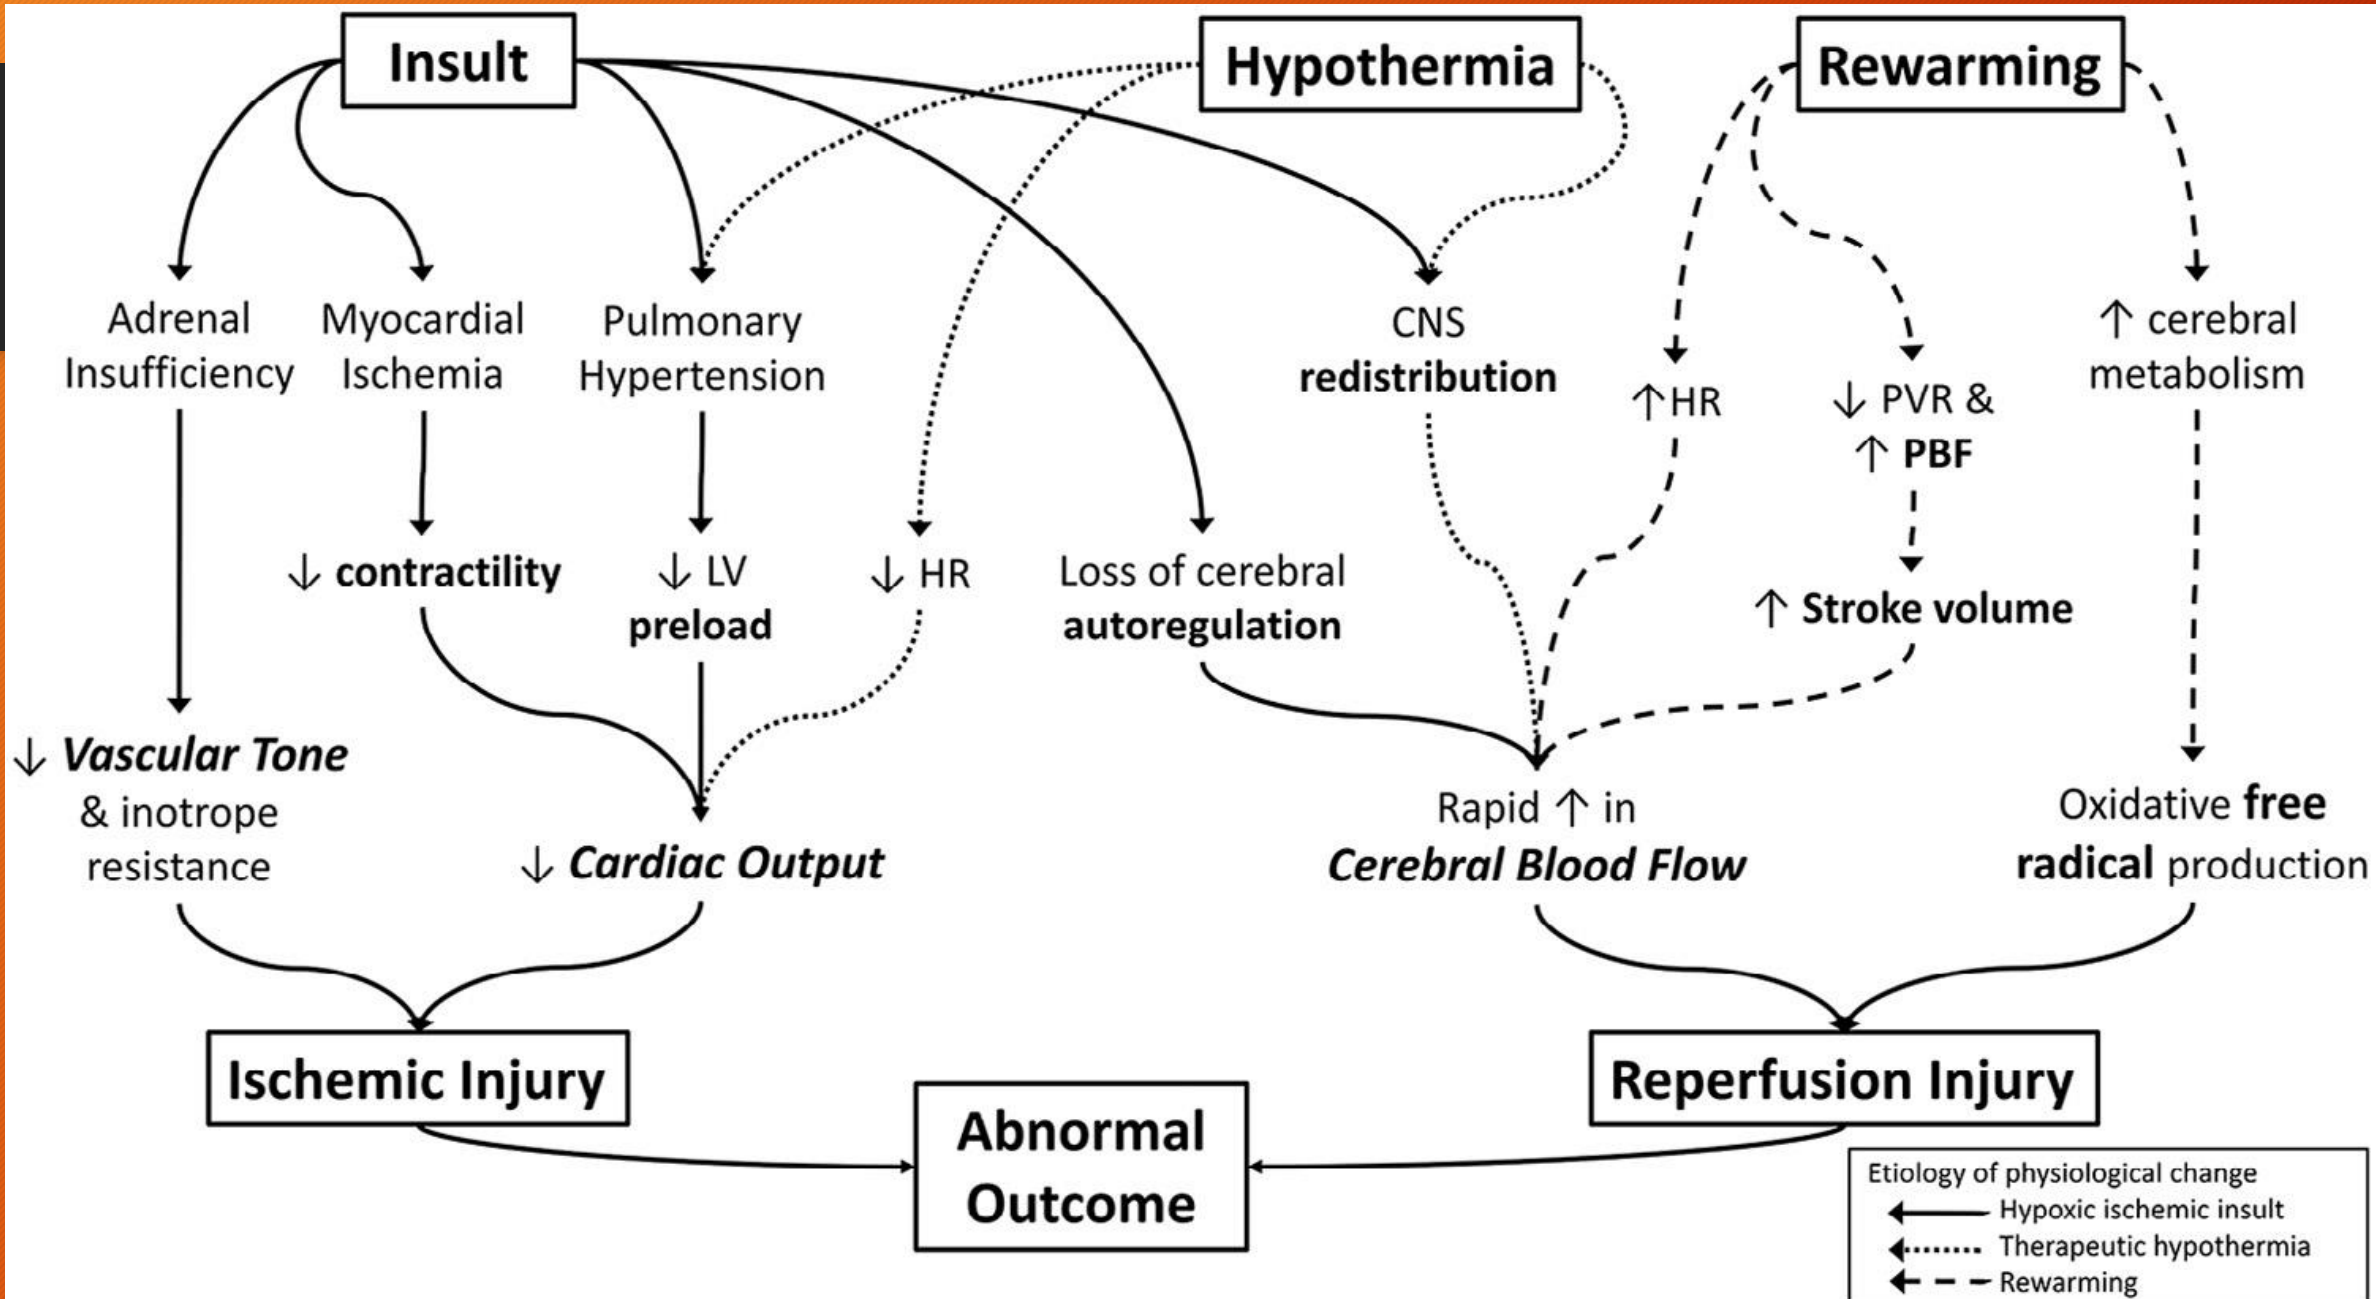 Insult
Hypothermia
Rewarming
Adrenal
Insufficiency
Myocardial
Ischemia
Pulmonary
Hypertension
CNS
redistribution
↑HR
↓ PVR &
↑ PBF
↑ cerebral
metabolism
↓ contractility
↓ LV
preload
↓ HR
Loss of cerebral
autoregulation
↑ Stroke volume
↓ Vascular Tone
& inotrope
resistance
↓ Cardiac Output
Rapid ↑ in
Cerebral Blood Flow
Oxidative free
radical production
Ischemic Injury
Reperfusion Injury
Abnormal
Outcome
Etiology of physiological change
Hypoxic ischemic insult
Therapeutic hypothermia
Rewarming